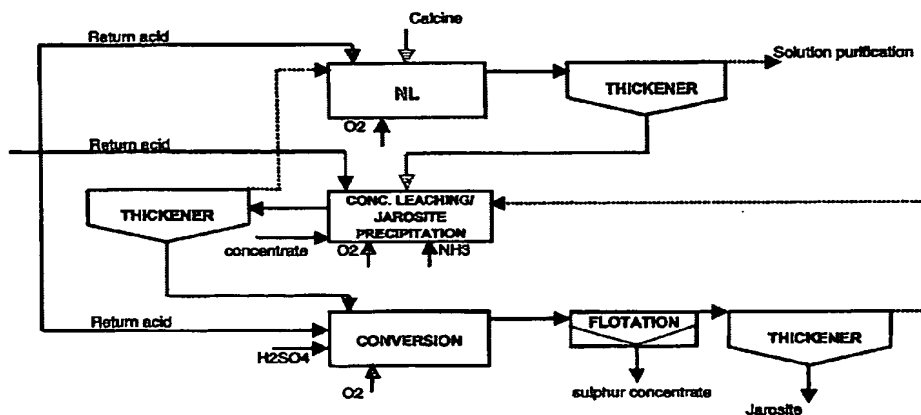 Calcine
Return acid
Solution purification
NL
THICKENER
O2
Return acid
THICKENER
CONC. LEACHING/
JAROSITE
PRECIPITATION
concentrate
O2
NH3
Return acid
CONVERSION
FLOTATION
THICKENER
H2SO4
O2
sulphur concentrate
Jarosite